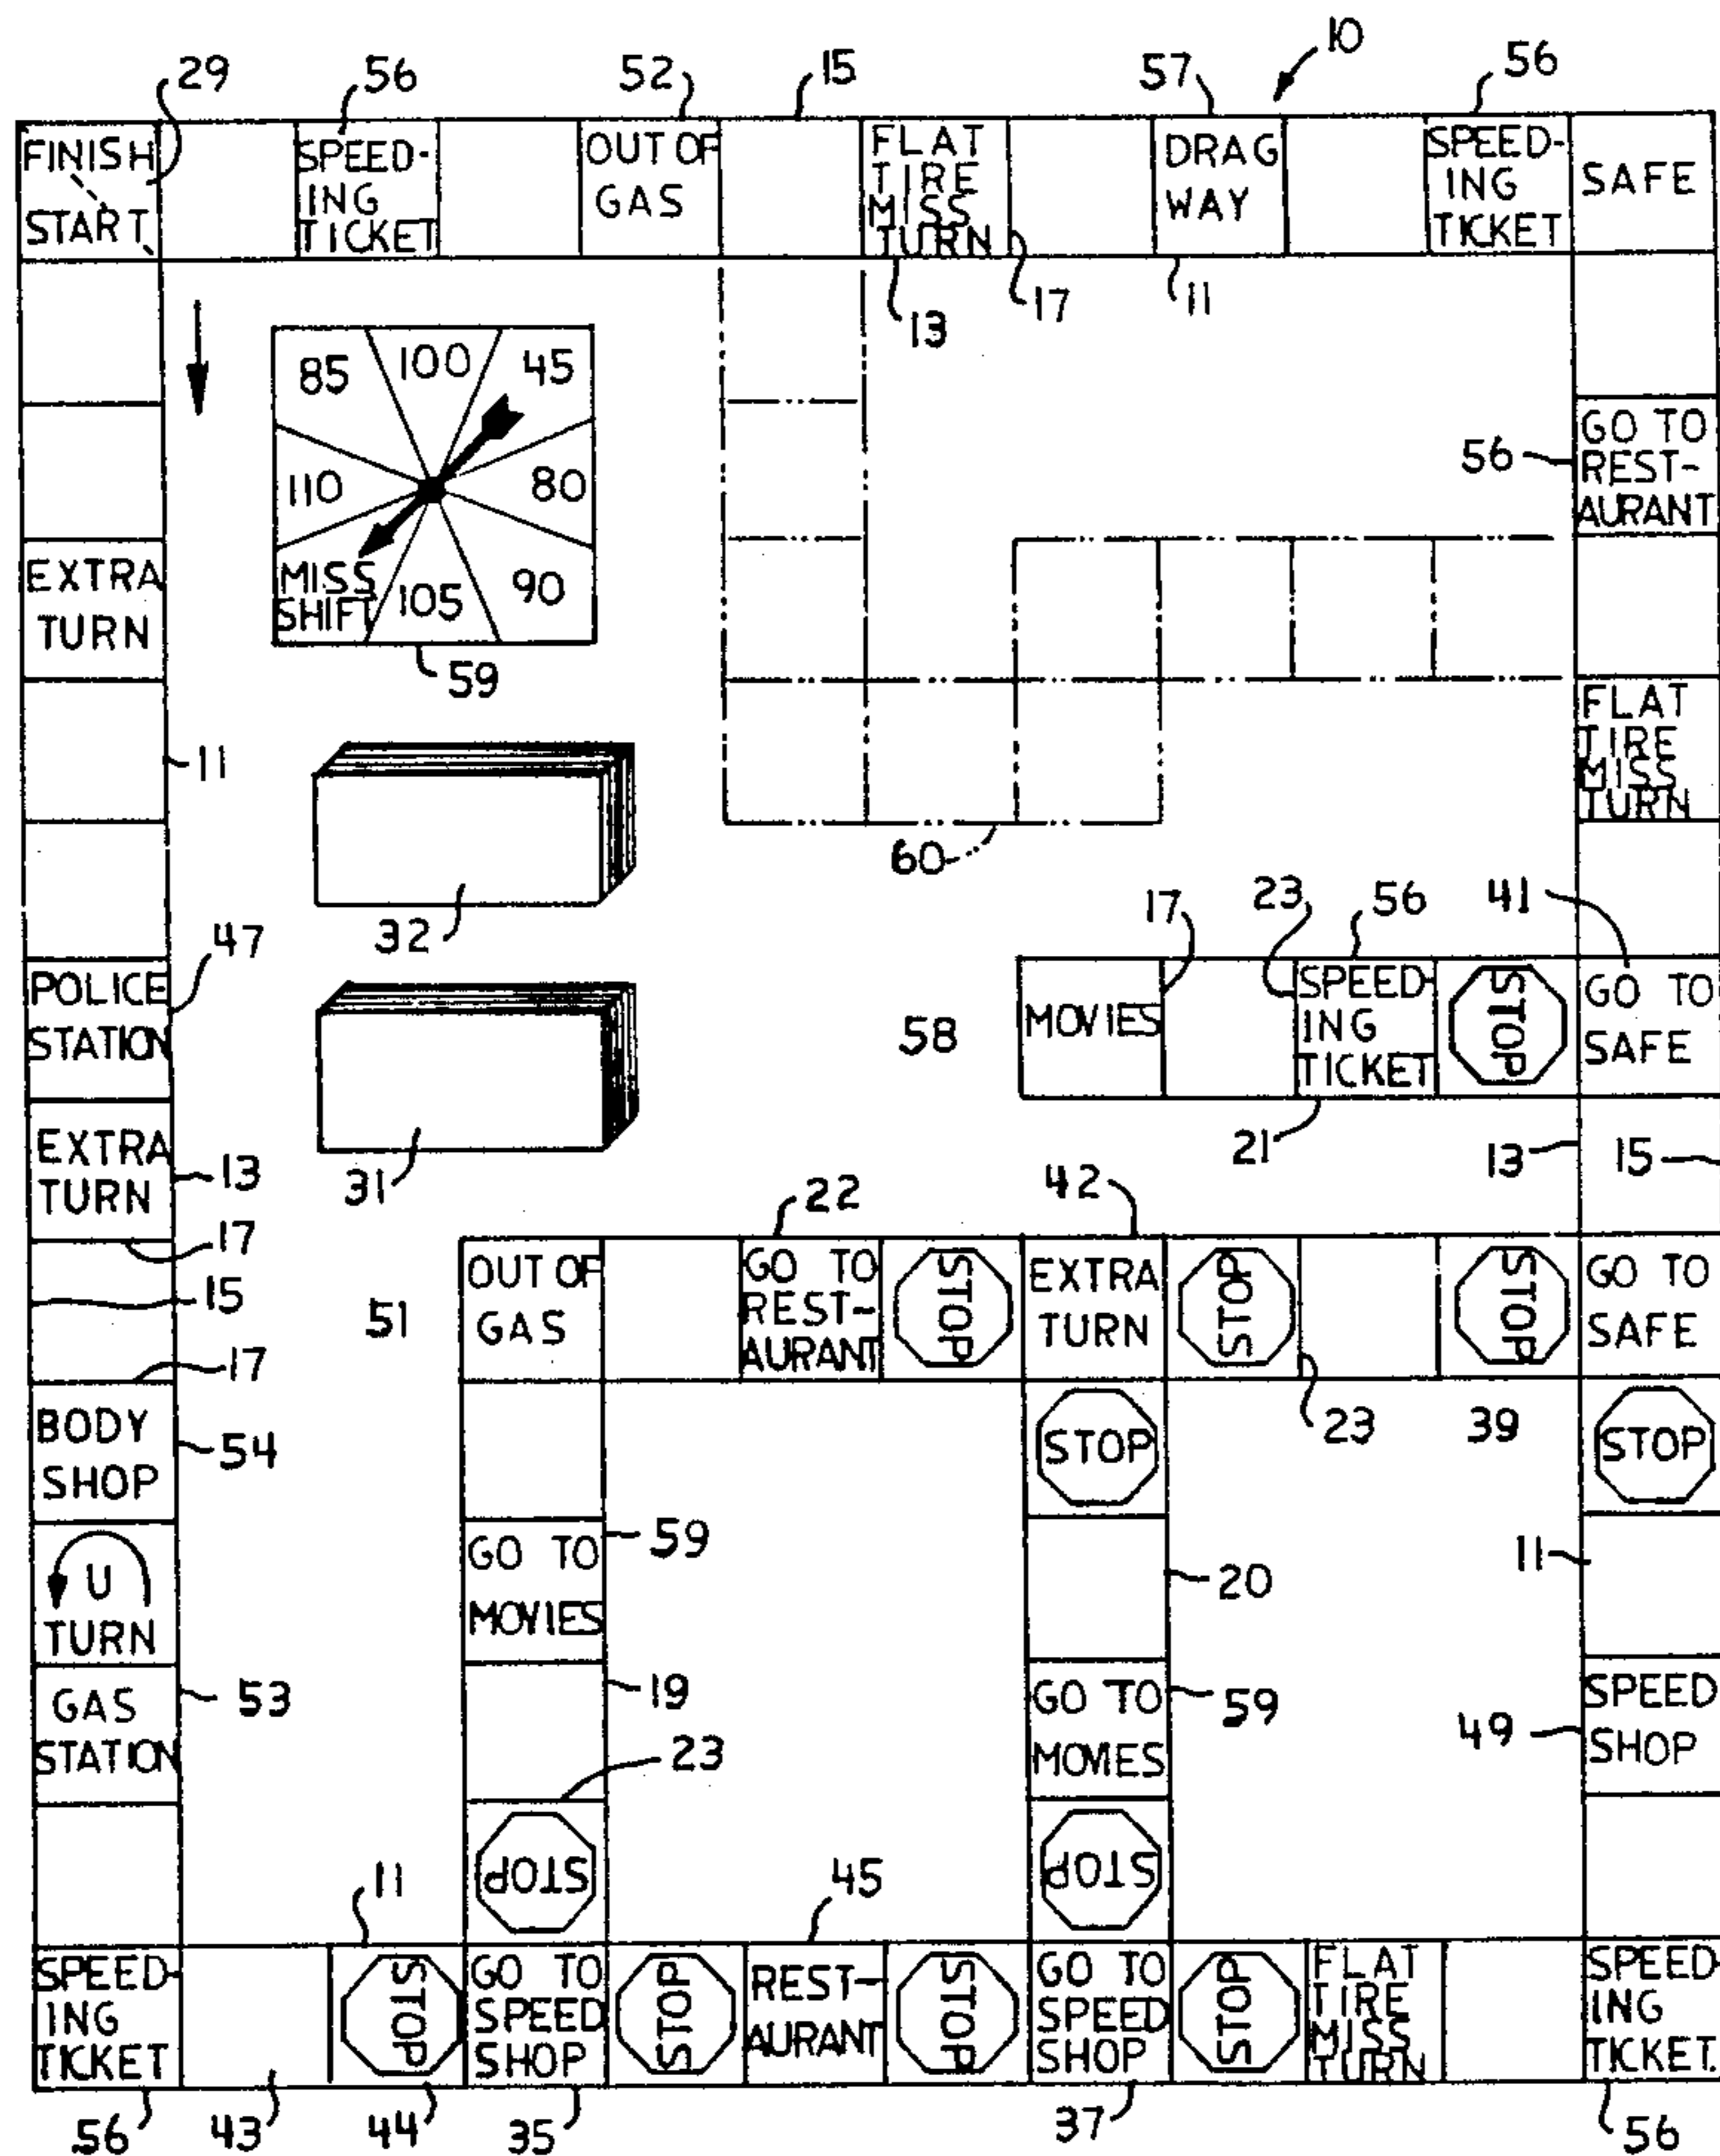 10
29
56
52
15
57
56
FINISH
START
SPEED-
ING
TICKET
OUT OF
GAS
FLAT
TIRE
MISS
TURN
DRAG
WAY
SPEED-
ING
TICKET
SAFE
13
17
11
85
100
45
110
80
MISS
SHIFT
105
90
59
56
GO TO
REST-
AURANT
EXTRA
TURN
11
FLAT
TIRE
MISS
TURN
60
32
47
17
23
56
41
POLICE
STATION
58
MOVIES
SPEED-
ING
TICKET
STOP
GO TO
SAFE
31
21
13
15
EXTRA
TURN
13
17
15
17
22
42
51
OUT OF
GAS
GO TO
REST-
AURANT
STOP
EXTRA
TURN
STOP
STOP
GO TO
SAFE
23
39
BODY
SHOP
54
STOP
STOP
U
TURN
GO TO
MOVIES
59
20
11
GAS
STATION
53
19
GO TO
MOVIES
59
49
SPEED
SHOP
23
STOP
STOP
11
45
SPEED-
ING
TICKET
STOP
GO TO
SPEED
SHOP
STOP
REST-
AURANT
STOP
GO TO
SPEED
SHOP
STOP
FLAT
TIRE
MISS
TURN
SPEED-
ING
TICKET.
56
43
44
35
37
56